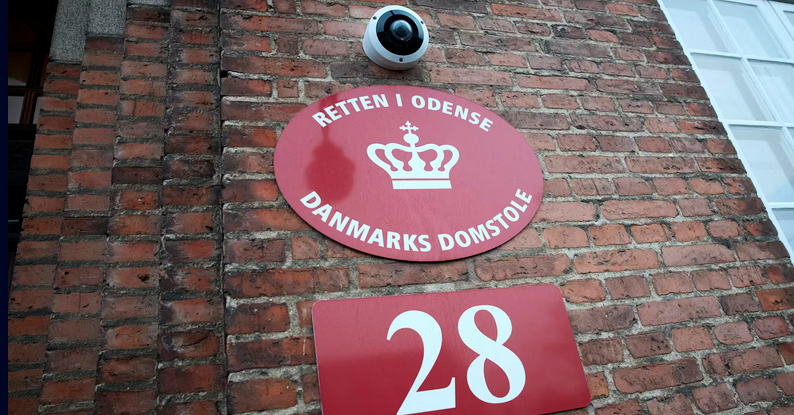 RETTEN I ODENSE
DANMARKS DOMSTOLE
28